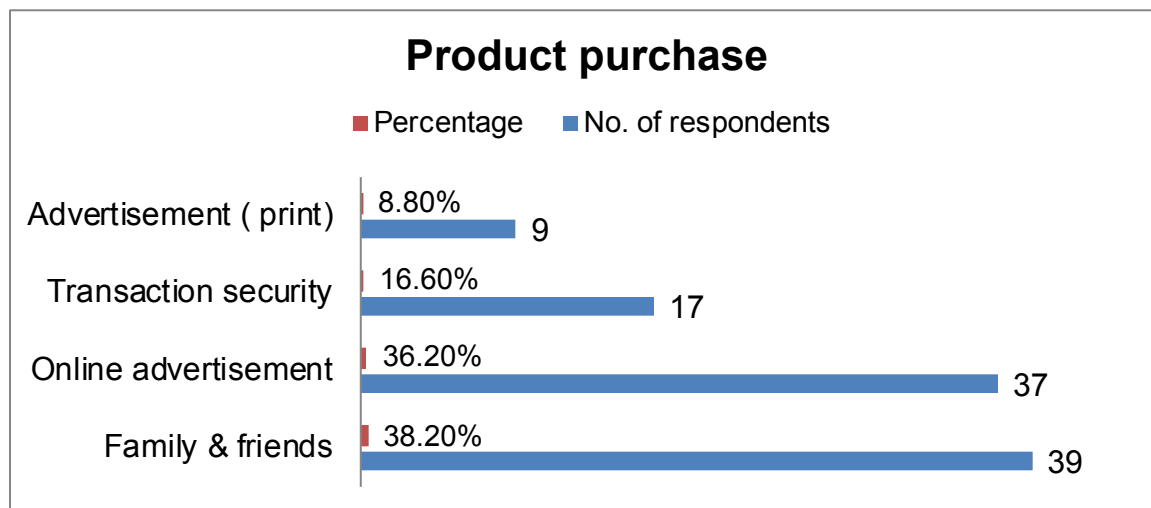 Product purchase
Percentage No. of respondents
Advertisement ( print) 8.80%
9
Transaction security 16.60%
17
Online advertisement 36.20%
37
Family & friends 38.20%
39